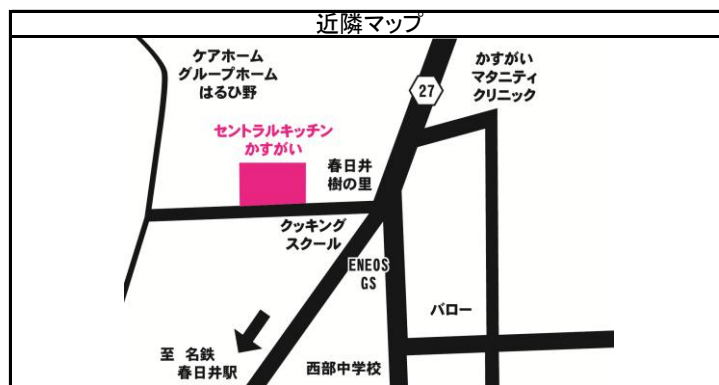 近隣マップ
ケアホーム
グループホーム
はるひ野
かすがい
マタニティ
クリニック
27
セントラルキッチン
かすがい
春日井
樹の里
クッキング
スクール
ENEOS
GS
バロー
至 名鉄
春日井駅
西部中学校